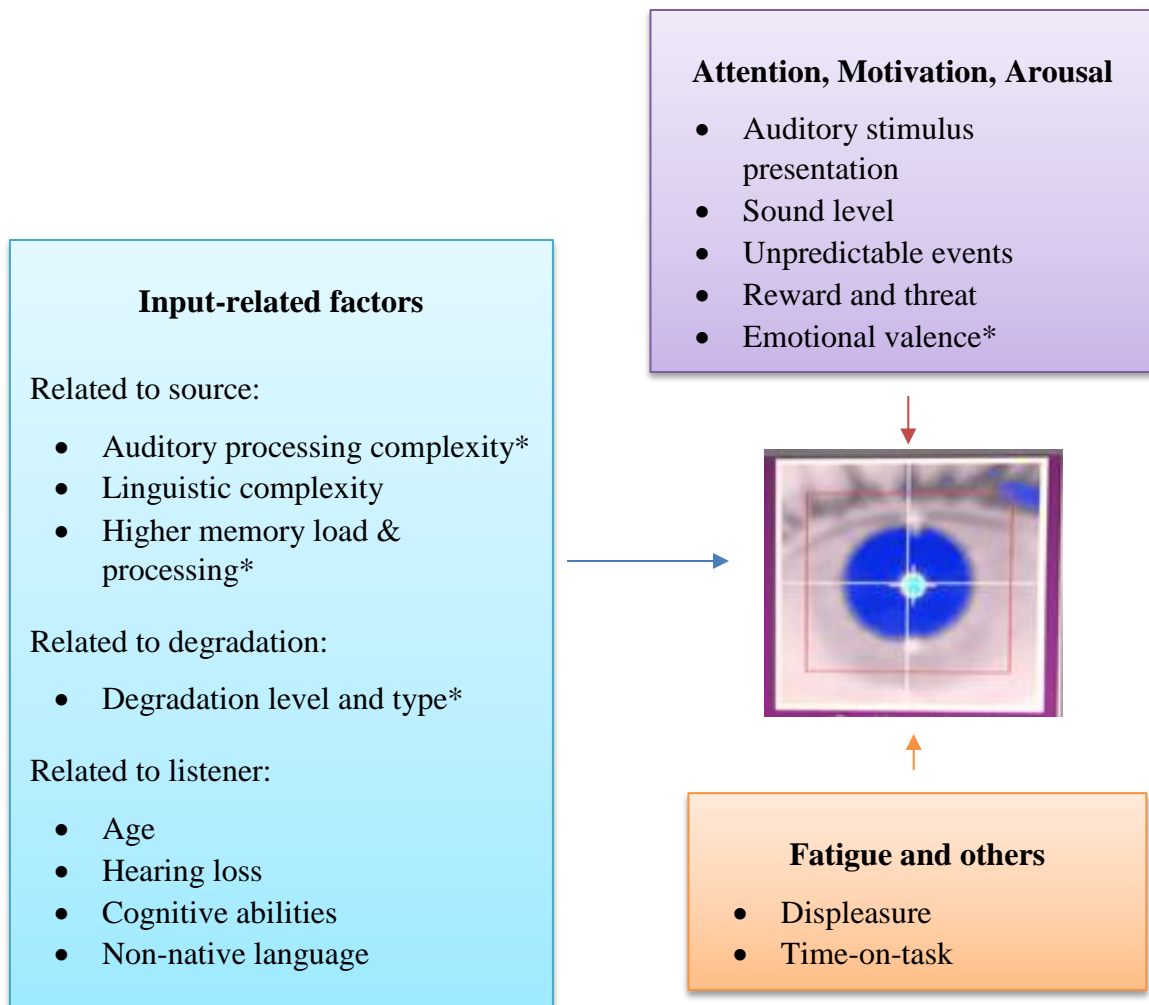 Attention, Motivation, Arousal
• Auditory stimulus
presentation
• Sound level
• Unpredictable events
• Reward and threat
• Emotional valence*
Input-related factors
Related to source:
• Auditory processing complexity*
• Linguistic complexity
• Higher memory load &
processing*
Related to degradation:
• Degradation level and type*
Related to listener:
• Age
• Hearing loss
• Cognitive abilities
• Non-native language
Fatigue and others
• Displeasure
• Time-on-task